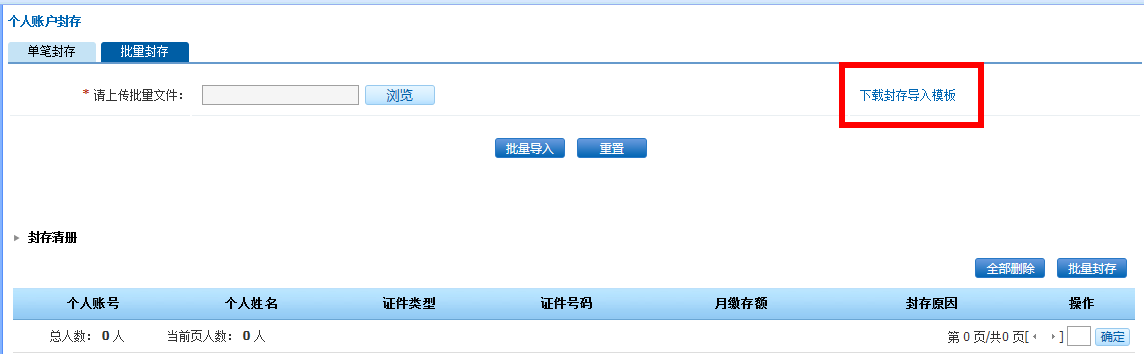 个人账户封存
单笔封存 批量封存
* 请上传批量文件： 浏览 下载封存导入模板
批量导入 重置
封存清册
全部删除 批量封存
个人账号 个人姓名 证件类型 证件号码 月缴存额 封存原因 操作
总人数： 0 人 当前页人数： 0 人 第 0 页/共0 页[ ] 确定